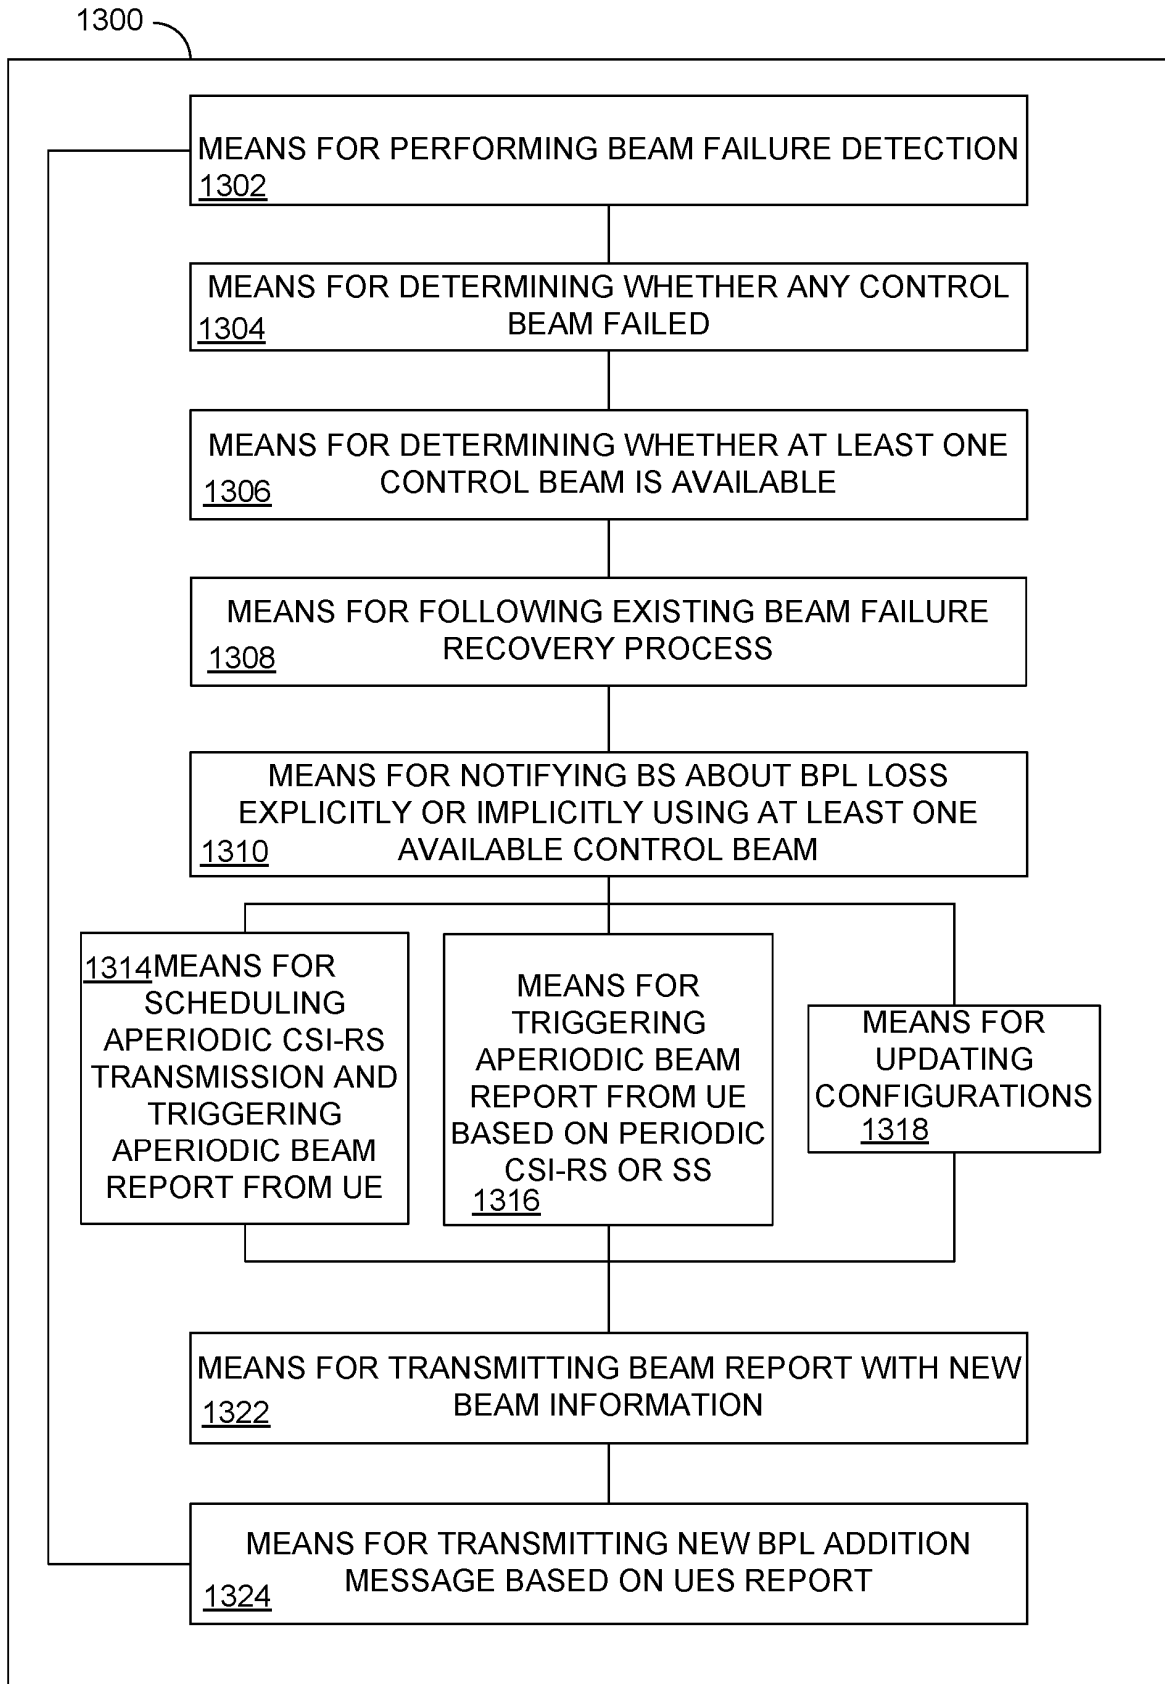 1300
MEANS FOR PERFORMING BEAM FAILURE DETECTION
1302
MEANS FOR DETERMINING WHETHER ANY CONTROL
BEAM FAILED
1304
MEANS FOR DETERMINING WHETHER AT LEAST ONE
CONTROL BEAM IS AVAILABLE
1306
MEANS FOR FOLLOWING EXISTING BEAM FAILURE
RECOVERY PROCESS
1308
MEANS FOR NOTIFYING BS ABOUT BPL LOSS
EXPLICITLY OR IMPLICITLY USING AT LEAST ONE
AVAILABLE CONTROL BEAM
1310
1314 MEANS FOR
SCHEDULING
APERIODIC CSI-RS
TRANSMISSION AND
TRIGGERING
APERIODIC BEAM
REPORT FROM UE
MEANS FOR
TRIGGERING
APERIODIC BEAM
REPORT FROM UE
BASED ON PERIODIC
CSI-RS OR SS
1316
MEANS FOR
UPDATING
CONFIGURATIONS
1318
MEANS FOR TRANSMITTING BEAM REPORT WITH NEW
BEAM INFORMATION
1322
MEANS FOR TRANSMITTING NEW BPL ADDITION
MESSAGE BASED ON UES REPORT
1324